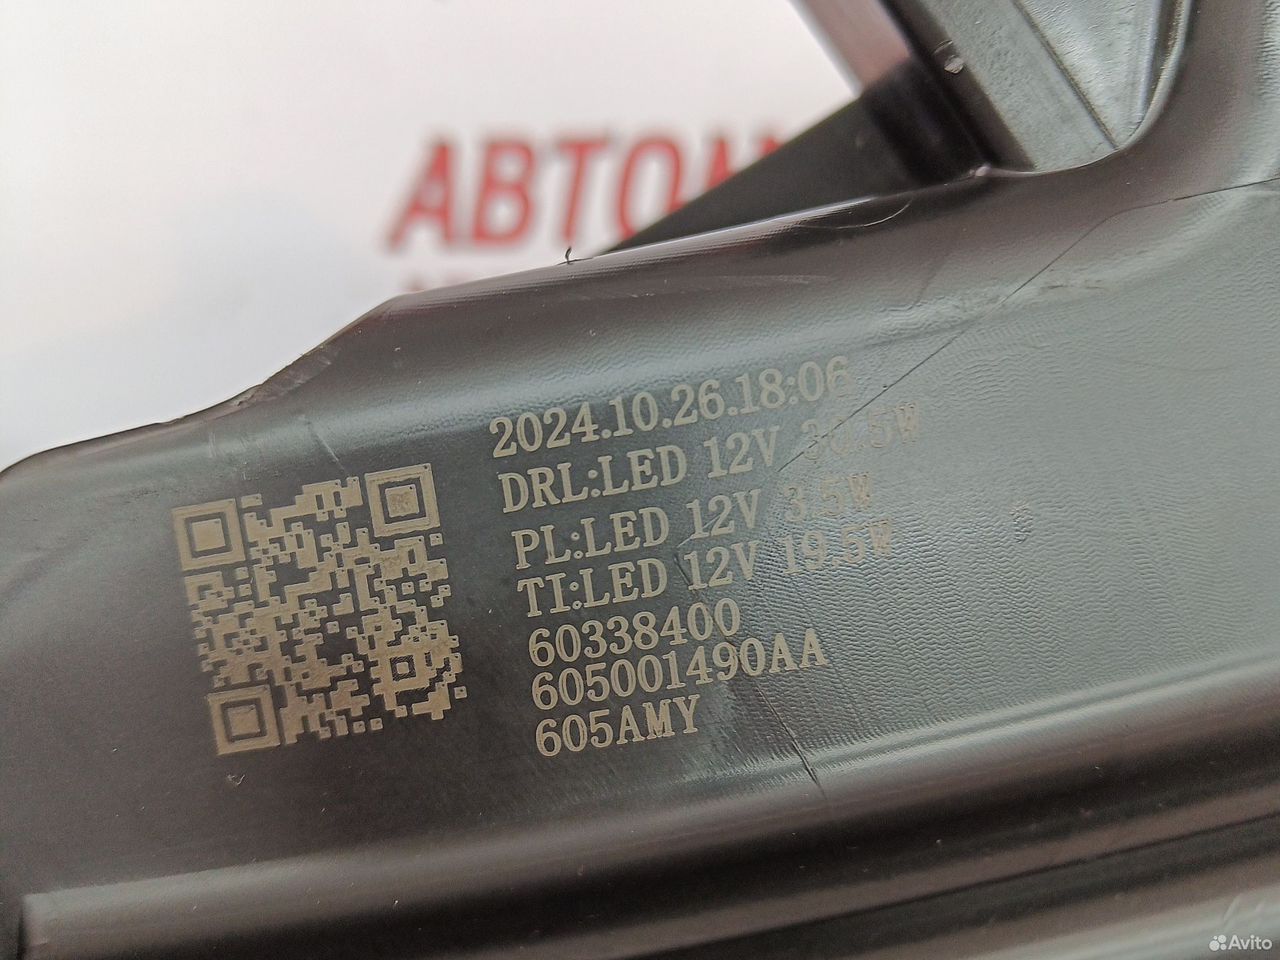 АВТОМ
2024.10.26.18:06
DRL:LED 12V 30.5W
PL:LED 12V 3.5W
TI:LED 12V 19.5W
60338400
605001490AA
605AMY
Avito